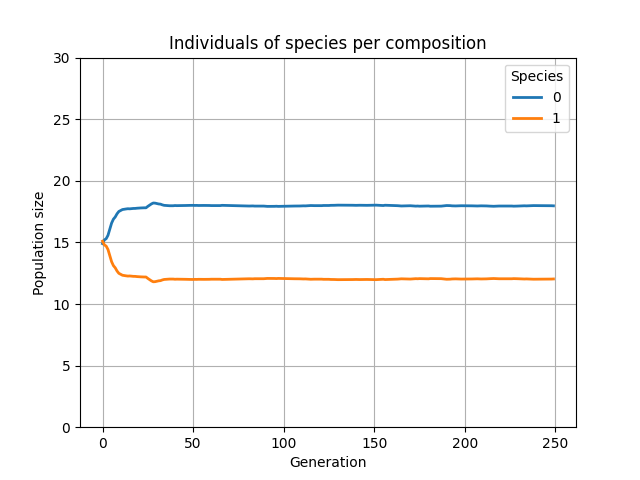 Individuals of species per composition
Population size
30
25
20
15
10
5
0
Species
0
1
0 50 100 150 200 250
Generation